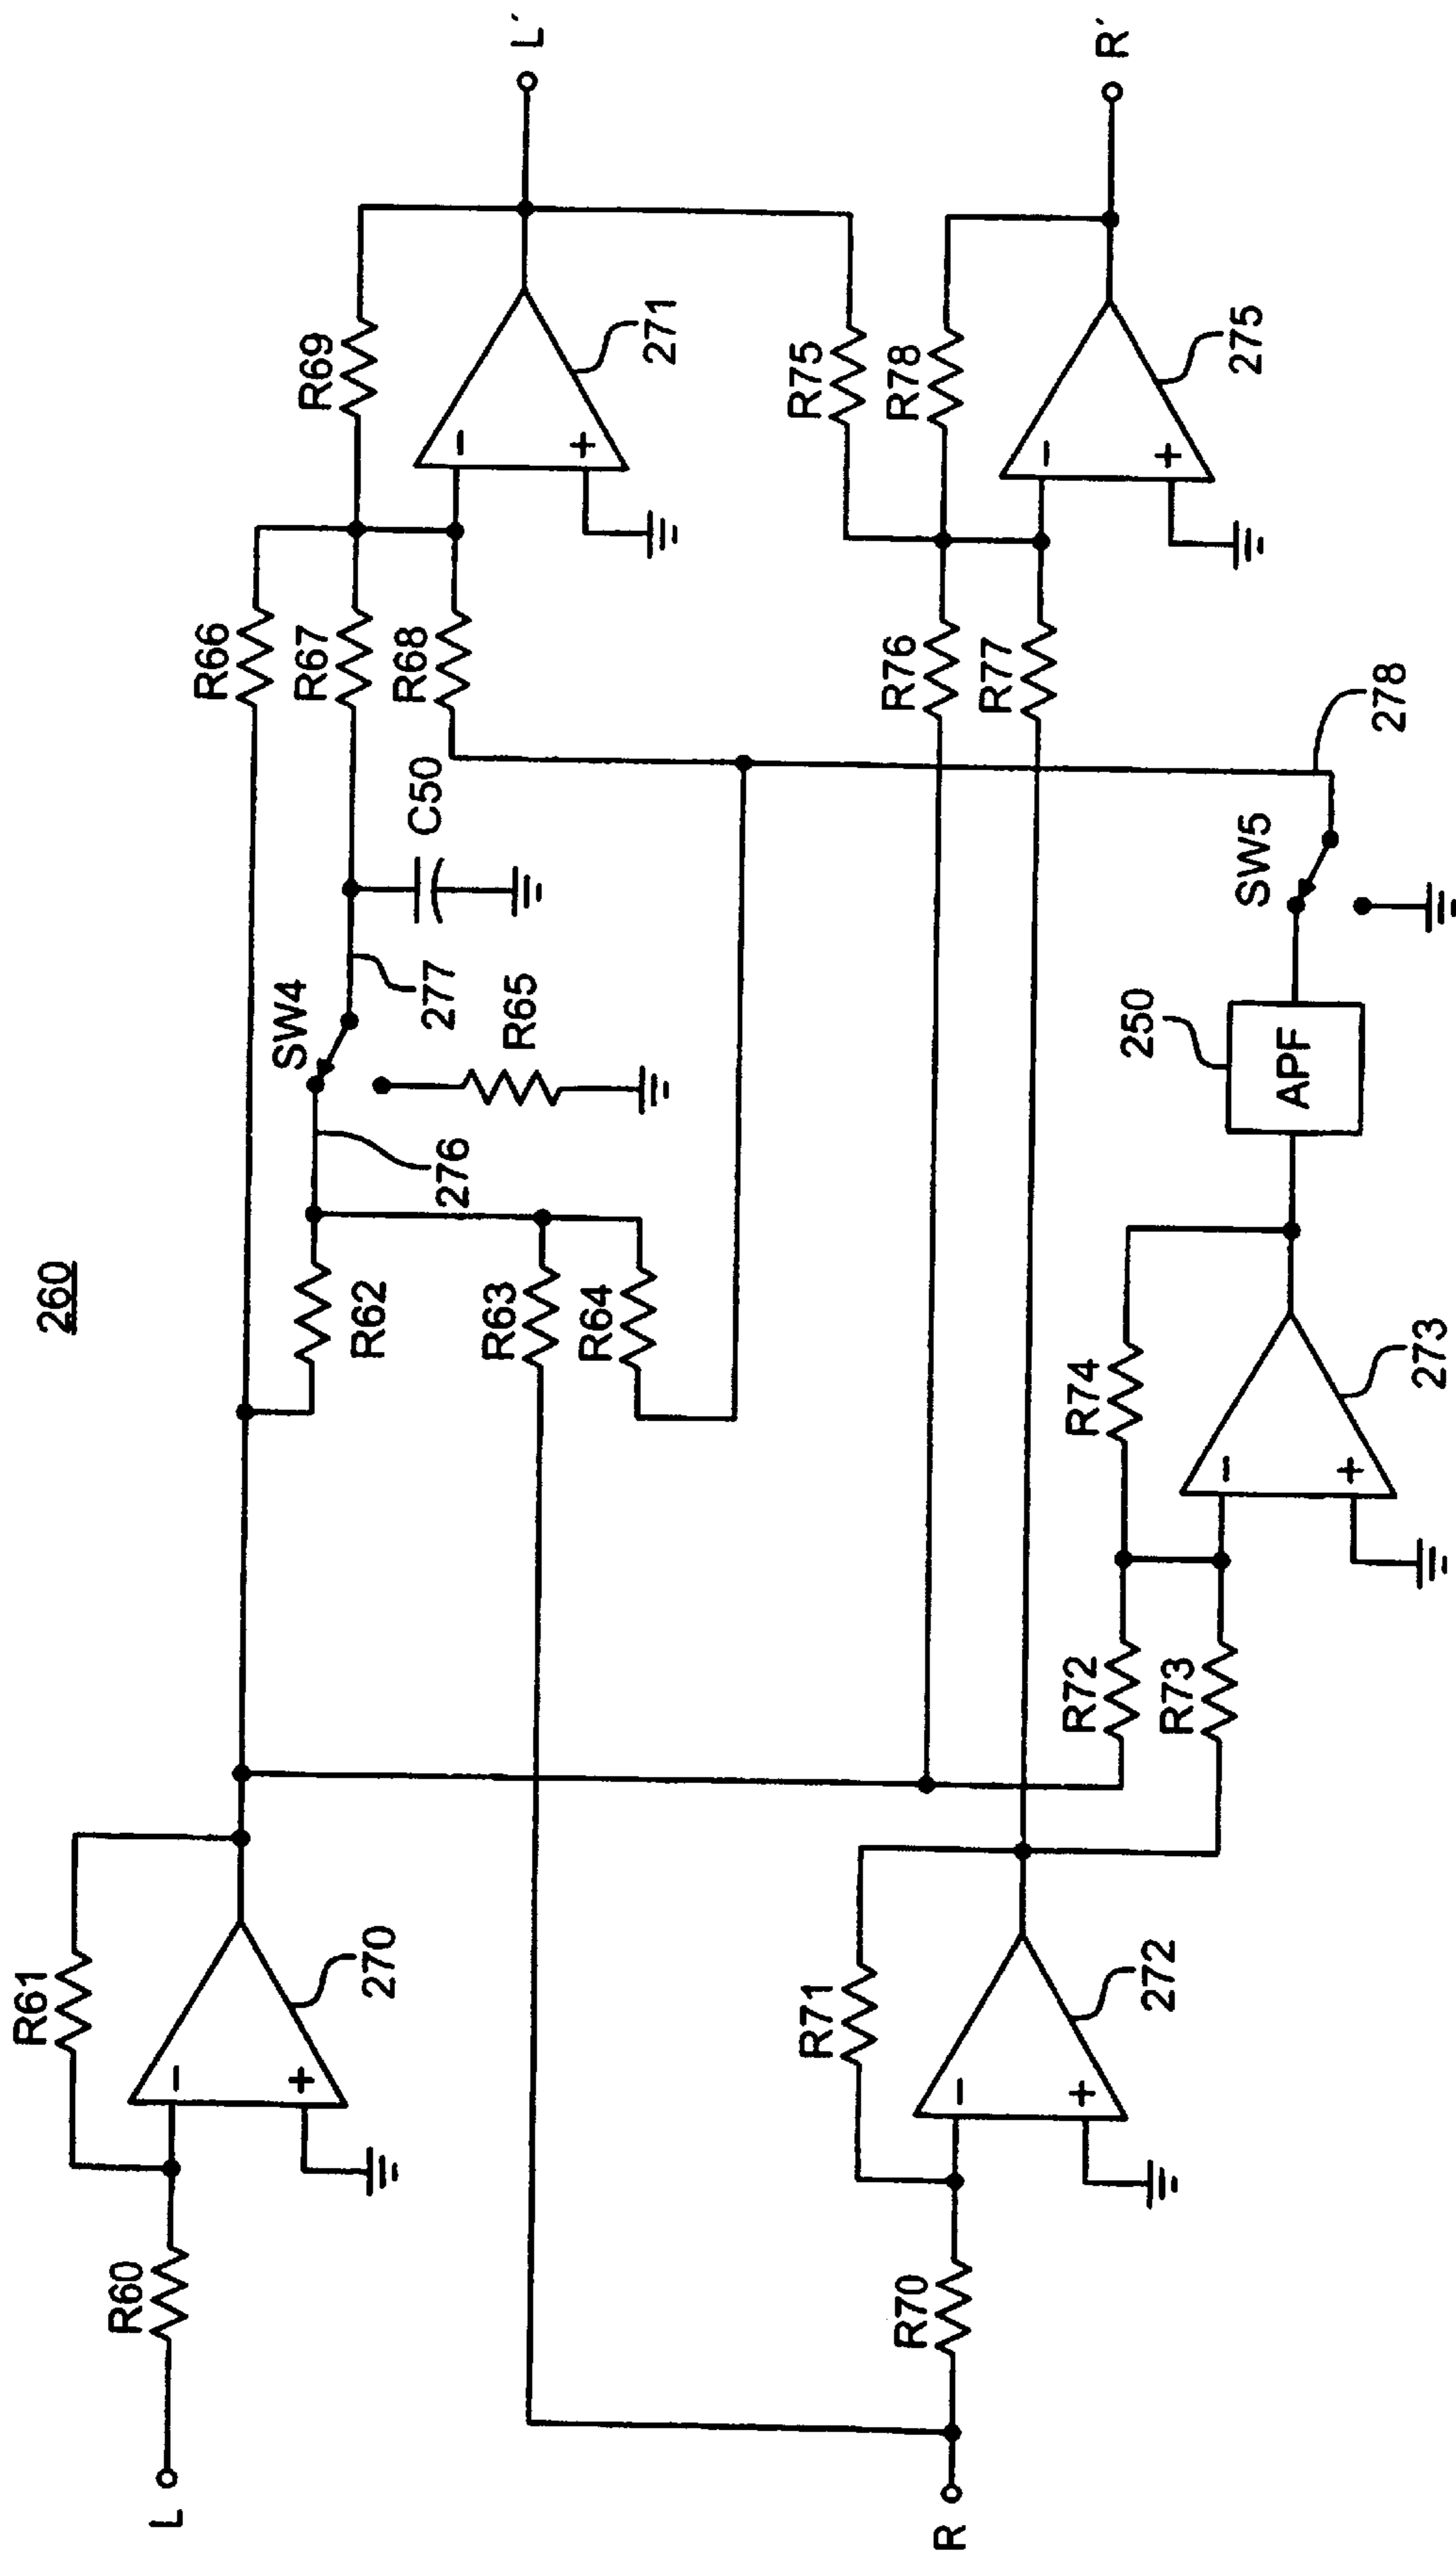 260
L
R60
R61
−
+
270
R62
R63
R64
276
SW4
R65
277
C50
R66
R67
R68
R69
−
+
271
L'
R
R70
R71
−
+
272
R72
R73
R74
−
+
273
250
APF
SW5
278
R76
R77
R75
R78
−
+
275
R'